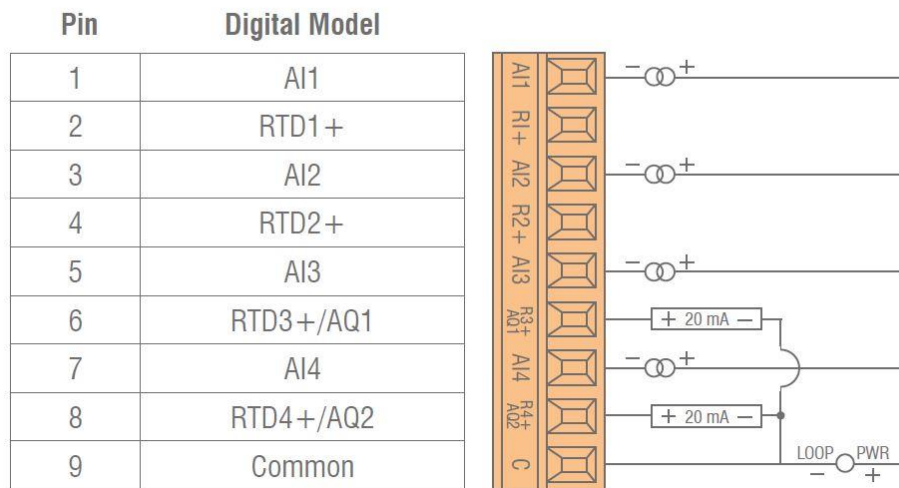 Pin Digital Model
1 AI1
2 RTD1+
3 AI2
4 RTD2+
5 AI3
6 RTD3+/AQ1
7 AI4
8 RTD4+/AQ2
9 Common
AI1 − +
R1+
AI2 − +
R2+
AI3 − +
R3+
AQ1
+ 20 mA −
AI4 − +
R4+
AQ2
+ 20 mA −
C
LOOP PWR
− +